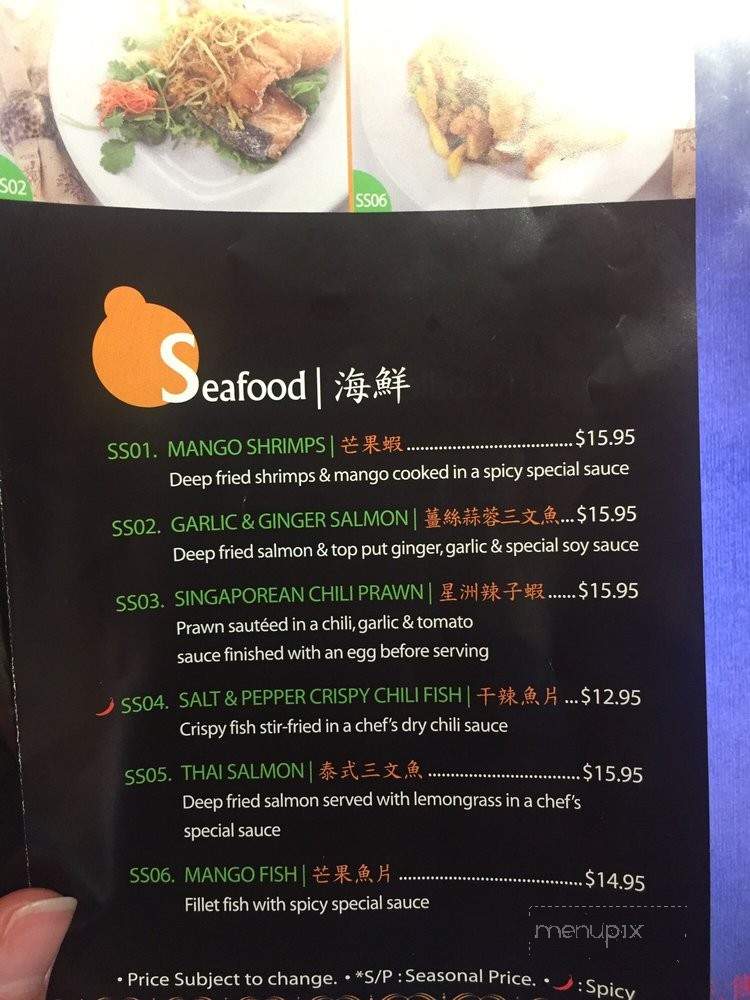 SS02
SS06
Seafood | 海鮮
SS01. MANGO SHRIMPS | 芒果蝦 ................................. $15.95
Deep fried shrimps & mango cooked in a spicy special sauce
SS02. GARLIC & GINGER SALMON | 薑絲蒜蓉三文魚 ... $15.95
Deep fried salmon & top put ginger, garlic & special soy sauce
SS03. SINGAPOREAN CHILI PRAWN | 星洲辣子蝦 ...... $15.95
Prawn sautéed in a chili, garlic & tomato
sauce finished with an egg before serving
SS04. SALT & PEPPER CRISPY CHILI FISH | 干辣魚片 ... $12.95
Crispy fish stir-fried in a chef's dry chili sauce
SS05. THAI SALMON | 泰式三文魚 .............................. $15.95
Deep fried salmon served with lemongrass in a chef's
special sauce
SS06. MANGO FISH | 芒果魚片 .................................... $14.95
Fillet fish with spicy special sauce
menupix
• Price Subject to change. • *S/P : Seasonal Price. • : Spicy